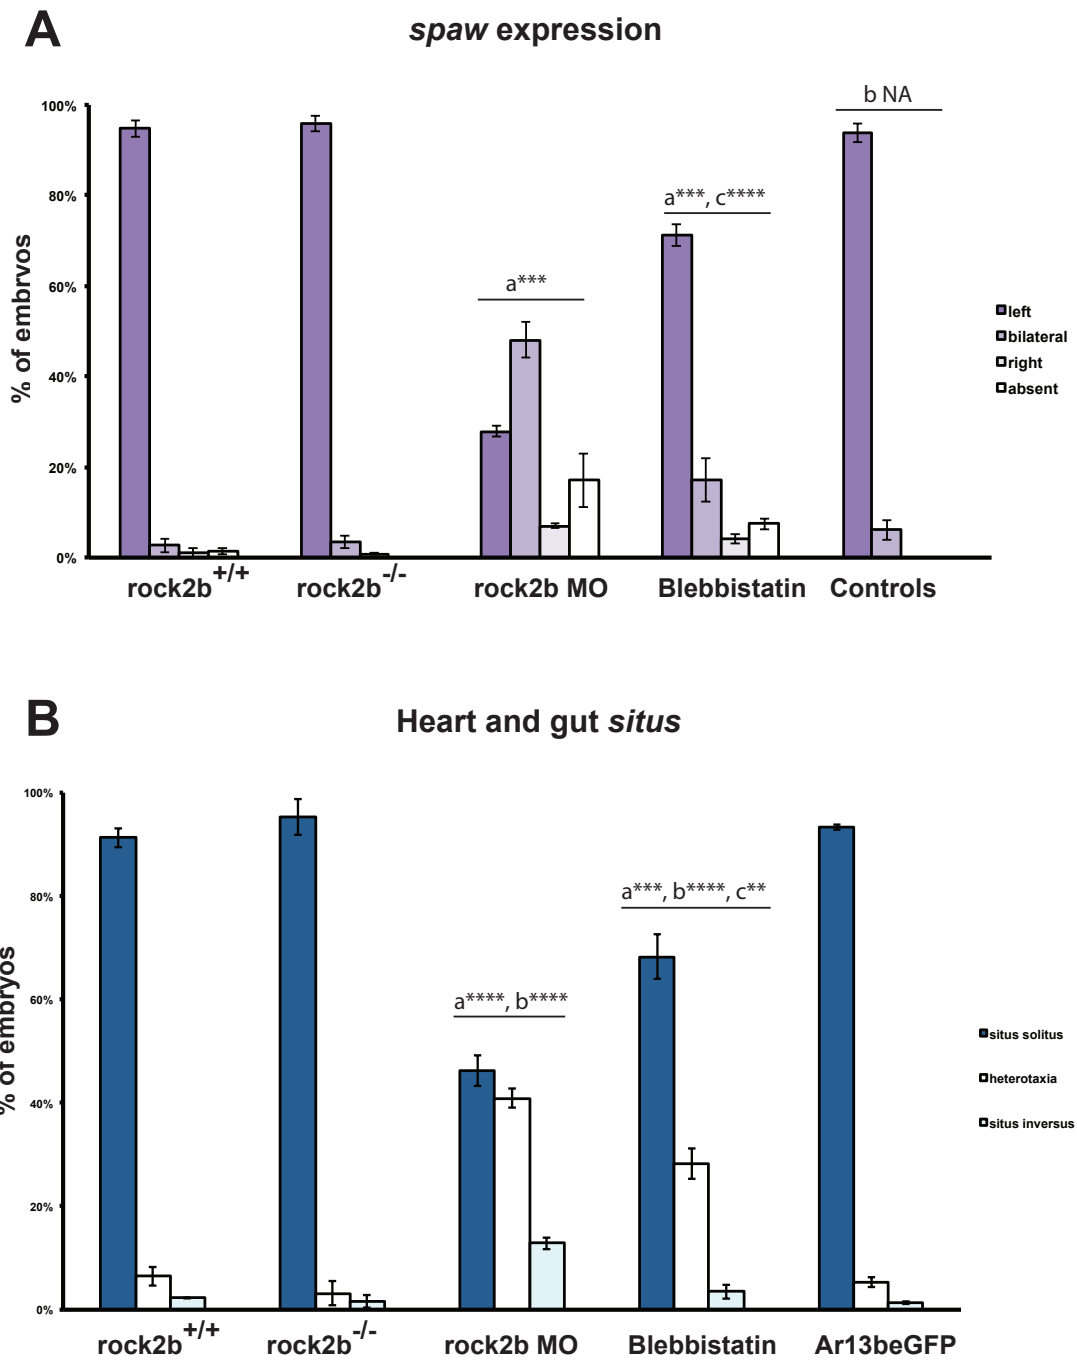 A
spaw expression
b NA
100%
80%
a***, c****
60%
a***
40%
20%
0%
% of embrvos
left
bilateral
right
absent
rock2b+/+ rock2b-/- rock2b MO Blebbistatin Controls
B
Heart and gut situs
100%
80%
a***, b****, c**
60%
a****, b****
40%
20%
0%
% of embryos
situs solitus
heterotaxia
situs inversus
rock2b+/+ rock2b-/- rock2b MO Blebbistatin Ar13beGFP